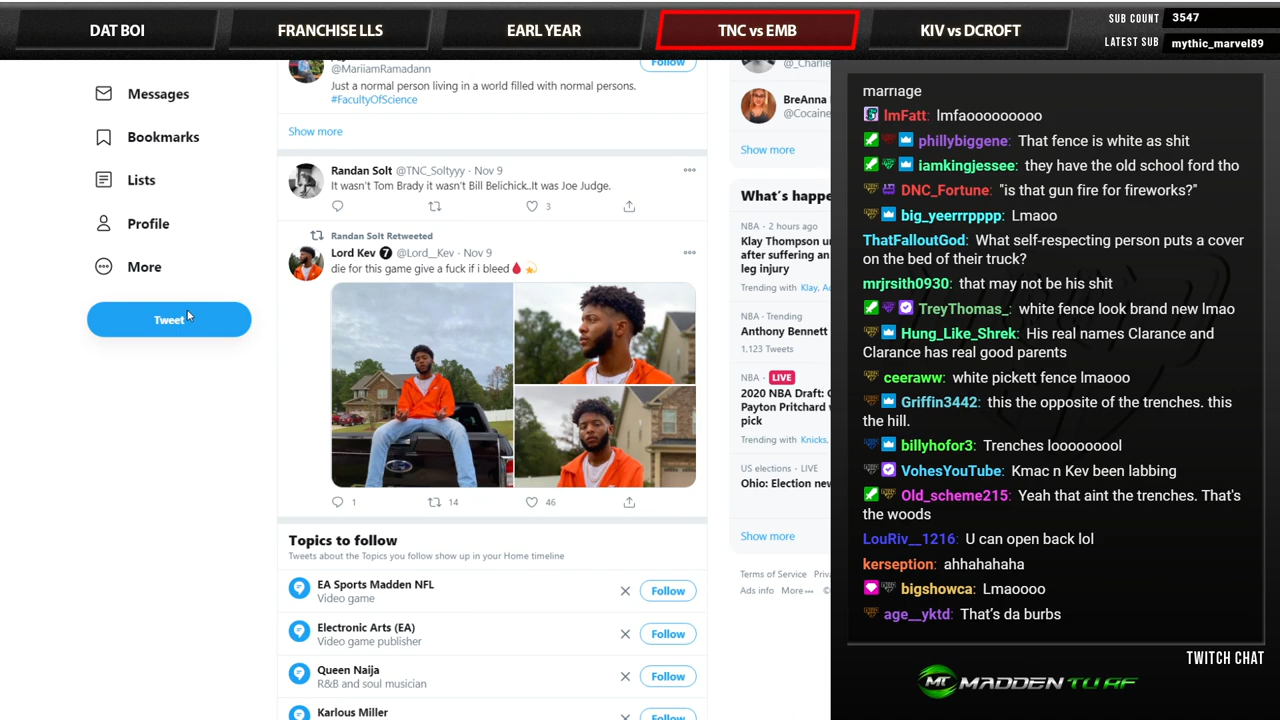 DAT BOI
FRANCHISE LLS
EARL YEAR
TNC vs EMB
KIV vs DCROFT
SUB COUNT 3547
LATEST SUB mythic_marvel89
Messages
Bookmarks
Lists
Profile
More
Tweet
@MariiamRamadann
Follow
Just a normal person living in a world filled with normal persons.
#FacultyOfScience
Show more
Randan Solt @TNC_Soltyyy · Nov 9
It wasn't Tom Brady it wasn't Bill Belichick..It was Joe Judge.
3
Randan Solt Retweeted
Lord Kev 7 @Lord__Kev · Nov 9
die for this game give a fuck if i bleed
1 14 46
Topics to follow
Tweets about the Topics you follow show up in your Home timeline
EA Sports Madden NFL
Video game
Follow
Electronic Arts (EA)
Video game publisher
Follow
Queen Naija
R&B and soul musician
Follow
Karlous Miller
Follow
@_Charlie
BreAnna
@Cocaine
Show more
What's happe
NBA · 2 hours ago
Klay Thompson un
after suffering an
leg injury
Trending with Klay, Ac
NBA · Trending
Anthony Bennett
1,123 Tweets
NBA · LIVE
2020 NBA Draft: C
Payton Pritchard w
pick
Trending with Knicks,
US elections · LIVE
Ohio: Election new
Show more
Terms of Service Priva
Ads info More ··· ©
marriage
ImFatt: lmfaooooooooo
phillybiggene: That fence is white as shit
iamkingjessee: they have the old school ford tho
DNC_Fortune: "is that gun fire for fireworks?"
big_yeerrrpppp: Lmaoo
ThatFalloutGod: What self-respecting person puts a cover
on the bed of their truck?
mrjrsith0930: that may not be his shit
TreyThomas_: white fence look brand new lmao
Hung_Like_Shrek: His real names Clarance and
Clarance has real good parents
ceeraww: white pickett fence lmaooo
Griffin3442: this the opposite of the trenches. this
the hill.
billyhofor3: Trenches loooooool
VohesYouTube: Kmac n Kev been labbing
Old_scheme215: Yeah that aint the trenches. That's
the woods
LouRiv__1216: U can open back lol
kerseption: ahhahahaha
bigshowca: Lmaoooo
age__yktd: That's da burbs
TWITCH CHAT
MT MADDEN TURF